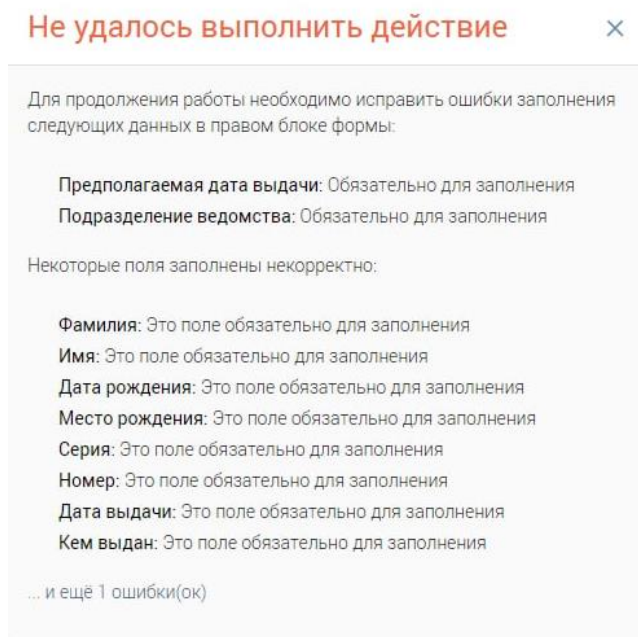 Не удалось выполнить действие ×
Для продолжения работы необходимо исправить ошибки заполнения
следующих данных в правом блоке формы:
Предполагаемая дата выдачи: Обязательно для заполнения
Подразделение ведомства: Обязательно для заполнения
Некоторые поля заполнены некорректно:
Фамилия: Это поле обязательно для заполнения
Имя: Это поле обязательно для заполнения
Дата рождения: Это поле обязательно для заполнения
Место рождения: Это поле обязательно для заполнения
Серия: Это поле обязательно для заполнения
Номер: Это поле обязательно для заполнения
Дата выдачи: Это поле обязательно для заполнения
Кем выдан: Это поле обязательно для заполнения
... и ещё 1 ошибки(ок)